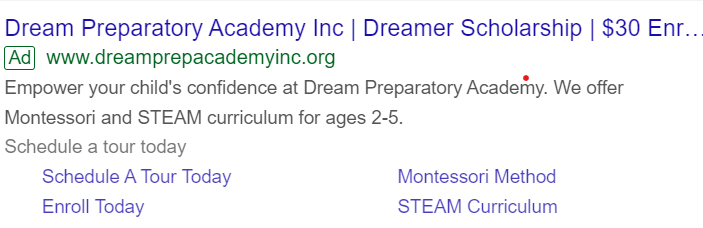 Dream Preparatory Academy Inc | Dreamer Scholarship | $30 Enr...
Ad www.dreamprepacademyinc.org
Empower your child's confidence at Dream Preparatory Academy. We offer
Montessori and STEAM curriculum for ages 2-5.
Schedule a tour today
Schedule A Tour Today Montessori Method
Enroll Today STEAM Curriculum